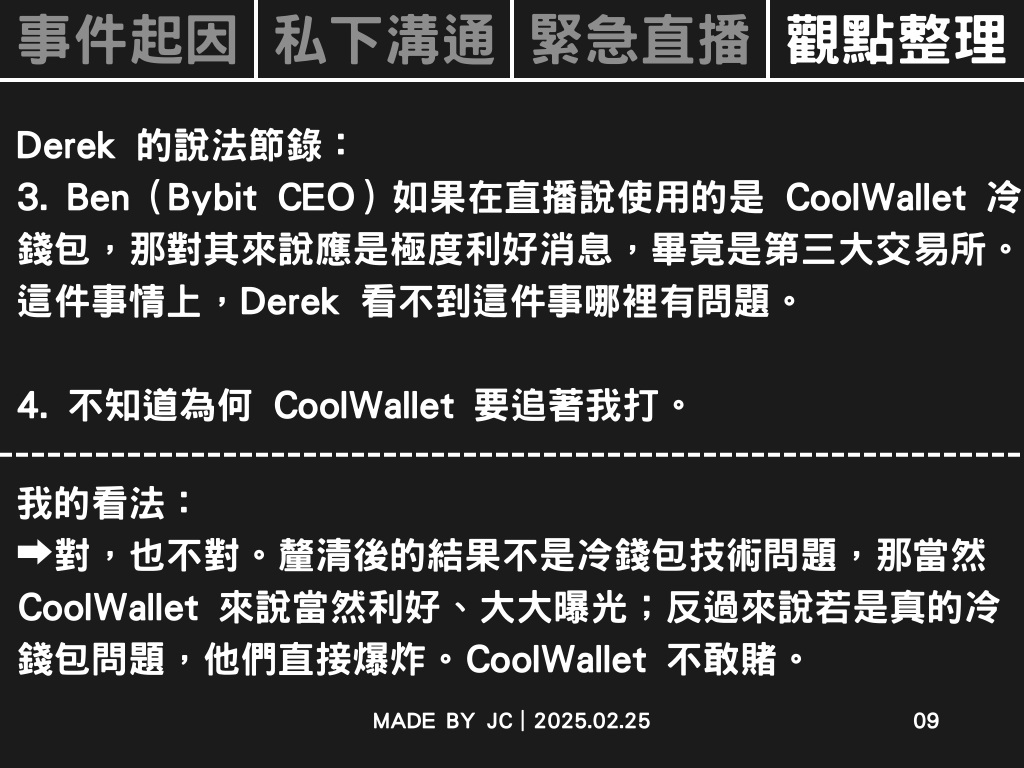 事件起因 私下溝通 緊急直播 觀點整理
Derek 的說法節錄：
3. Ben（Bybit CEO）如果在直播說使用的是 CoolWallet 冷
錢包，那對其來說應是極度利好消息，畢竟是第三大交易所。
這件事情上，Derek 看不到這件事哪裡有問題。
4. 不知道為何 CoolWallet 要追著我打。
我的看法：
➡對，也不對。釐清後的結果不是冷錢包技術問題，那當然
CoolWallet 來說當然利好、大大曝光；反過來說若是真的冷
錢包問題，他們直接爆炸。CoolWallet 不敢賭。
MADE BY JC | 2025.02.25
09